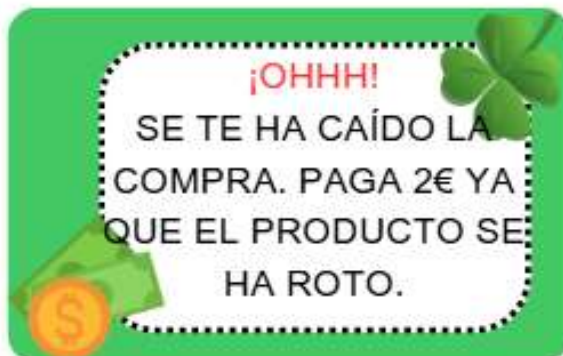 ¡OHHH!
SE TE HA CAÍDO LA
COMPRA. PAGA 2€ YA
QUE EL PRODUCTO SE
HA ROTO.
$